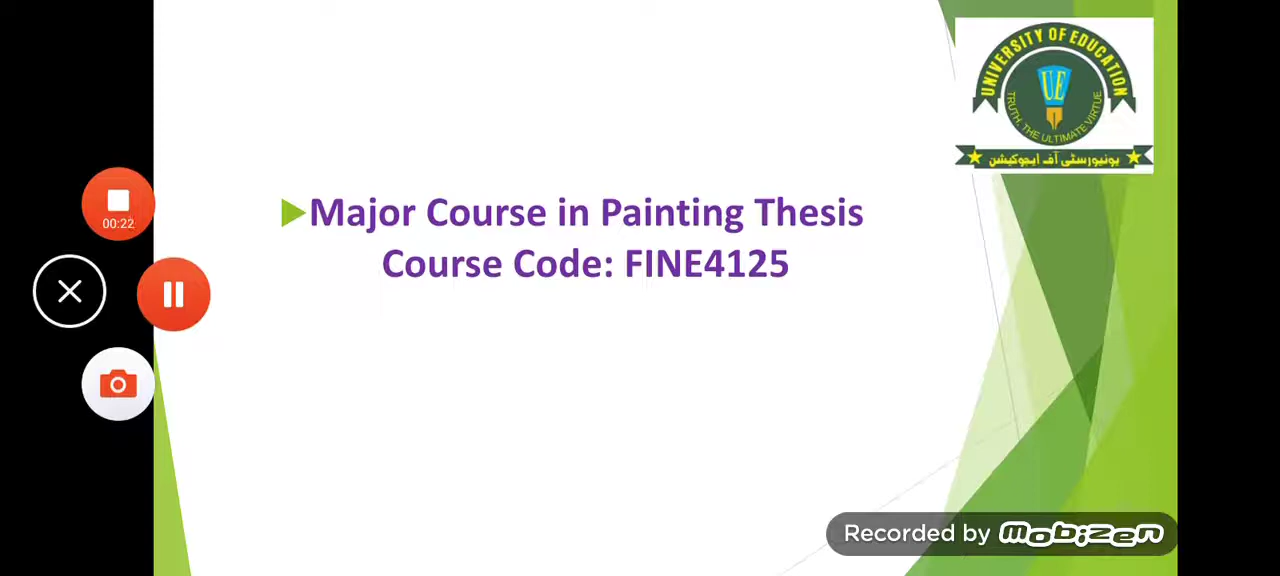 UNIVERSITY OF EDUCATION
UE
TRUTH, THE ULTIMATE VIRTUE
یونیورسٹی آف ایجوکیشن
Major Course in Painting Thesis
Course Code: FINE4125
00:22
Recorded by Mobizen